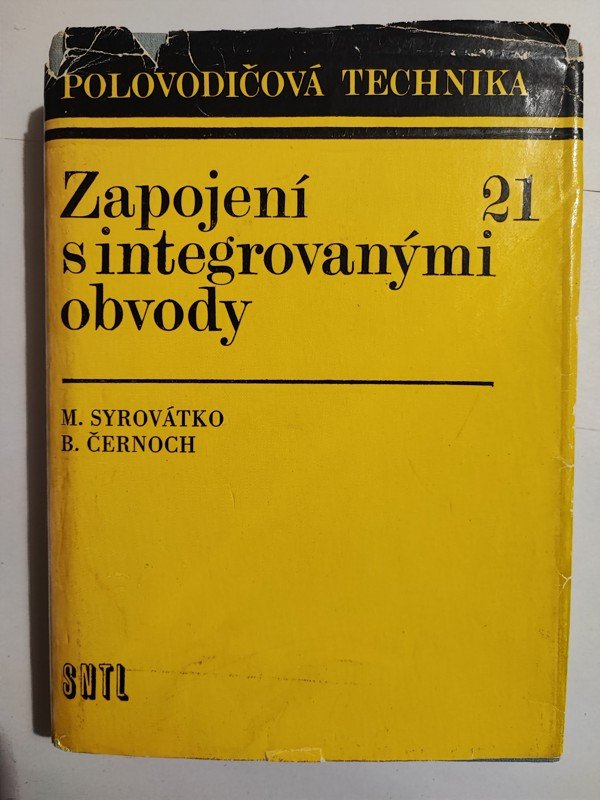 POLOVODIČOVÁ TECHNIKA
Zapojení 21
s integrovanými
obvody
M. SYROVÁTKO
B. ČERNOCH
SNTL